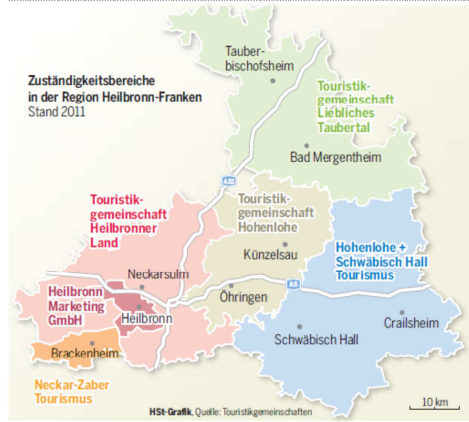 Zuständigkeitsbereiche
in der Region Heilbronn-Franken
Stand 2011
Tauber-
bischofsheim
Touristik-
gemeinschaft
Liebliches
Taubertal
Bad Mergentheim
A81
Touristik-
gemeinschaft
Heilbronner
Land
Touristik-
gemeinschaft
Hohenlohe
Künzelsau
Hohenlohe +
Schwäbisch Hall
Tourismus
Neckarsulm
A6
Öhringen
Heilbronn
Marketing
GmbH
Heilbronn
Crailsheim
Schwäbisch Hall
Brackenheim
Neckar-Zaber
Tourismus
10 km
HSt-Grafik, Quelle: Touristikgemeinschaften